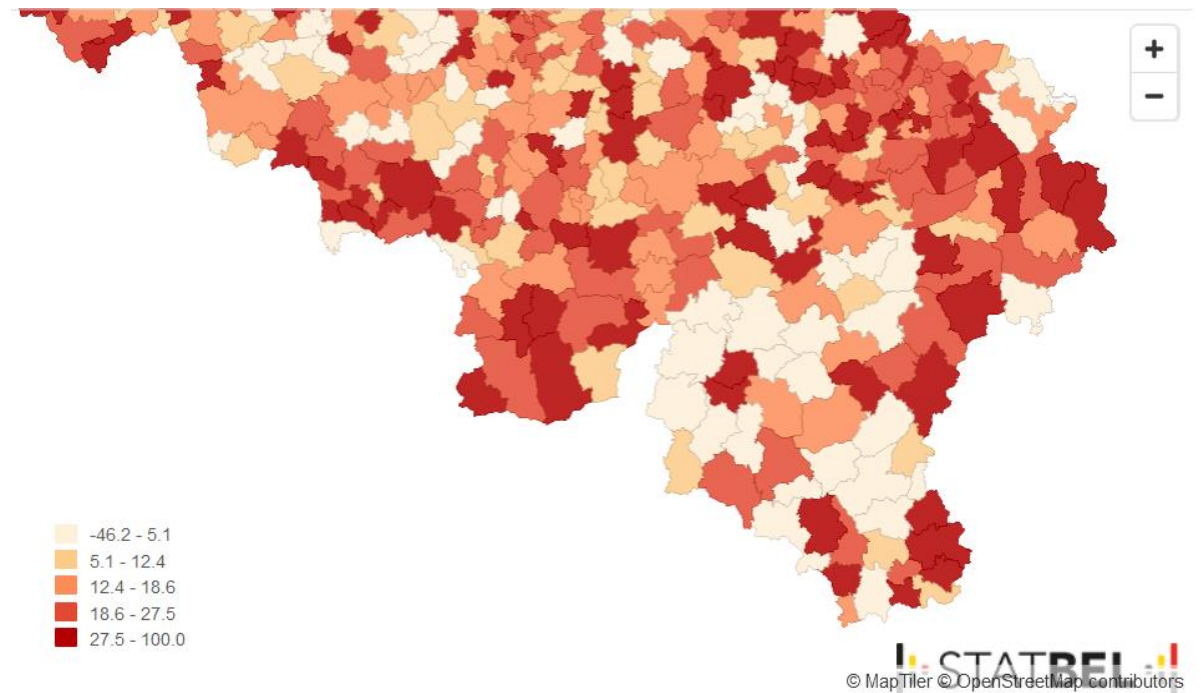 +
−
-46.2 - 5.1
5.1 - 12.4
12.4 - 18.6
18.6 - 27.5
27.5 - 100.0
STATBEL
© MapTiler © OpenStreetMap contributors